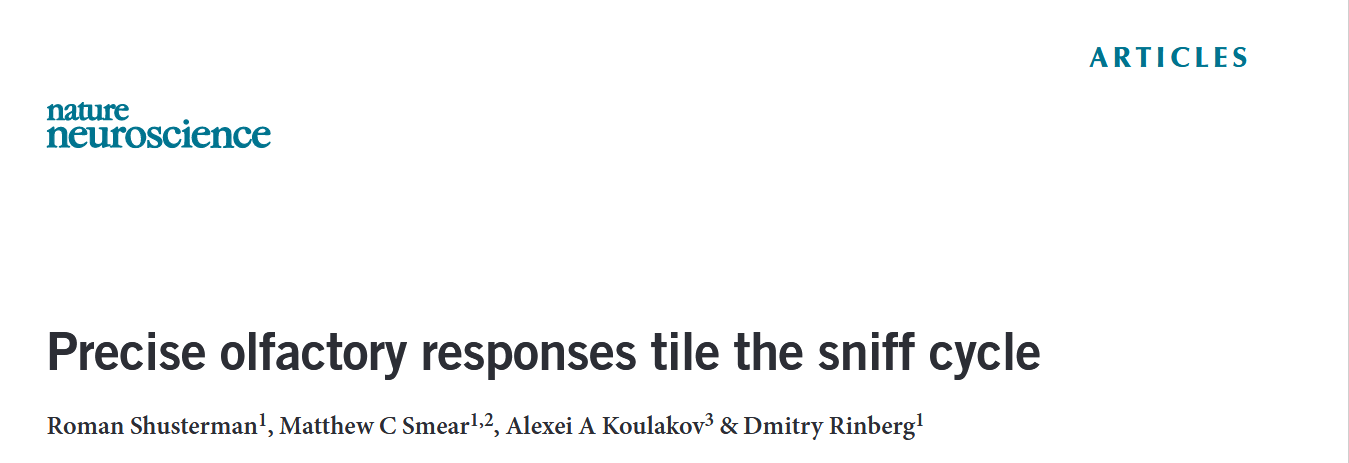 ARTICLES
nature
neuroscience
Precise olfactory responses tile the sniff cycle
Roman Shusterman1, Matthew C Smear1,2, Alexei A Koulakov3 & Dmitry Rinberg1